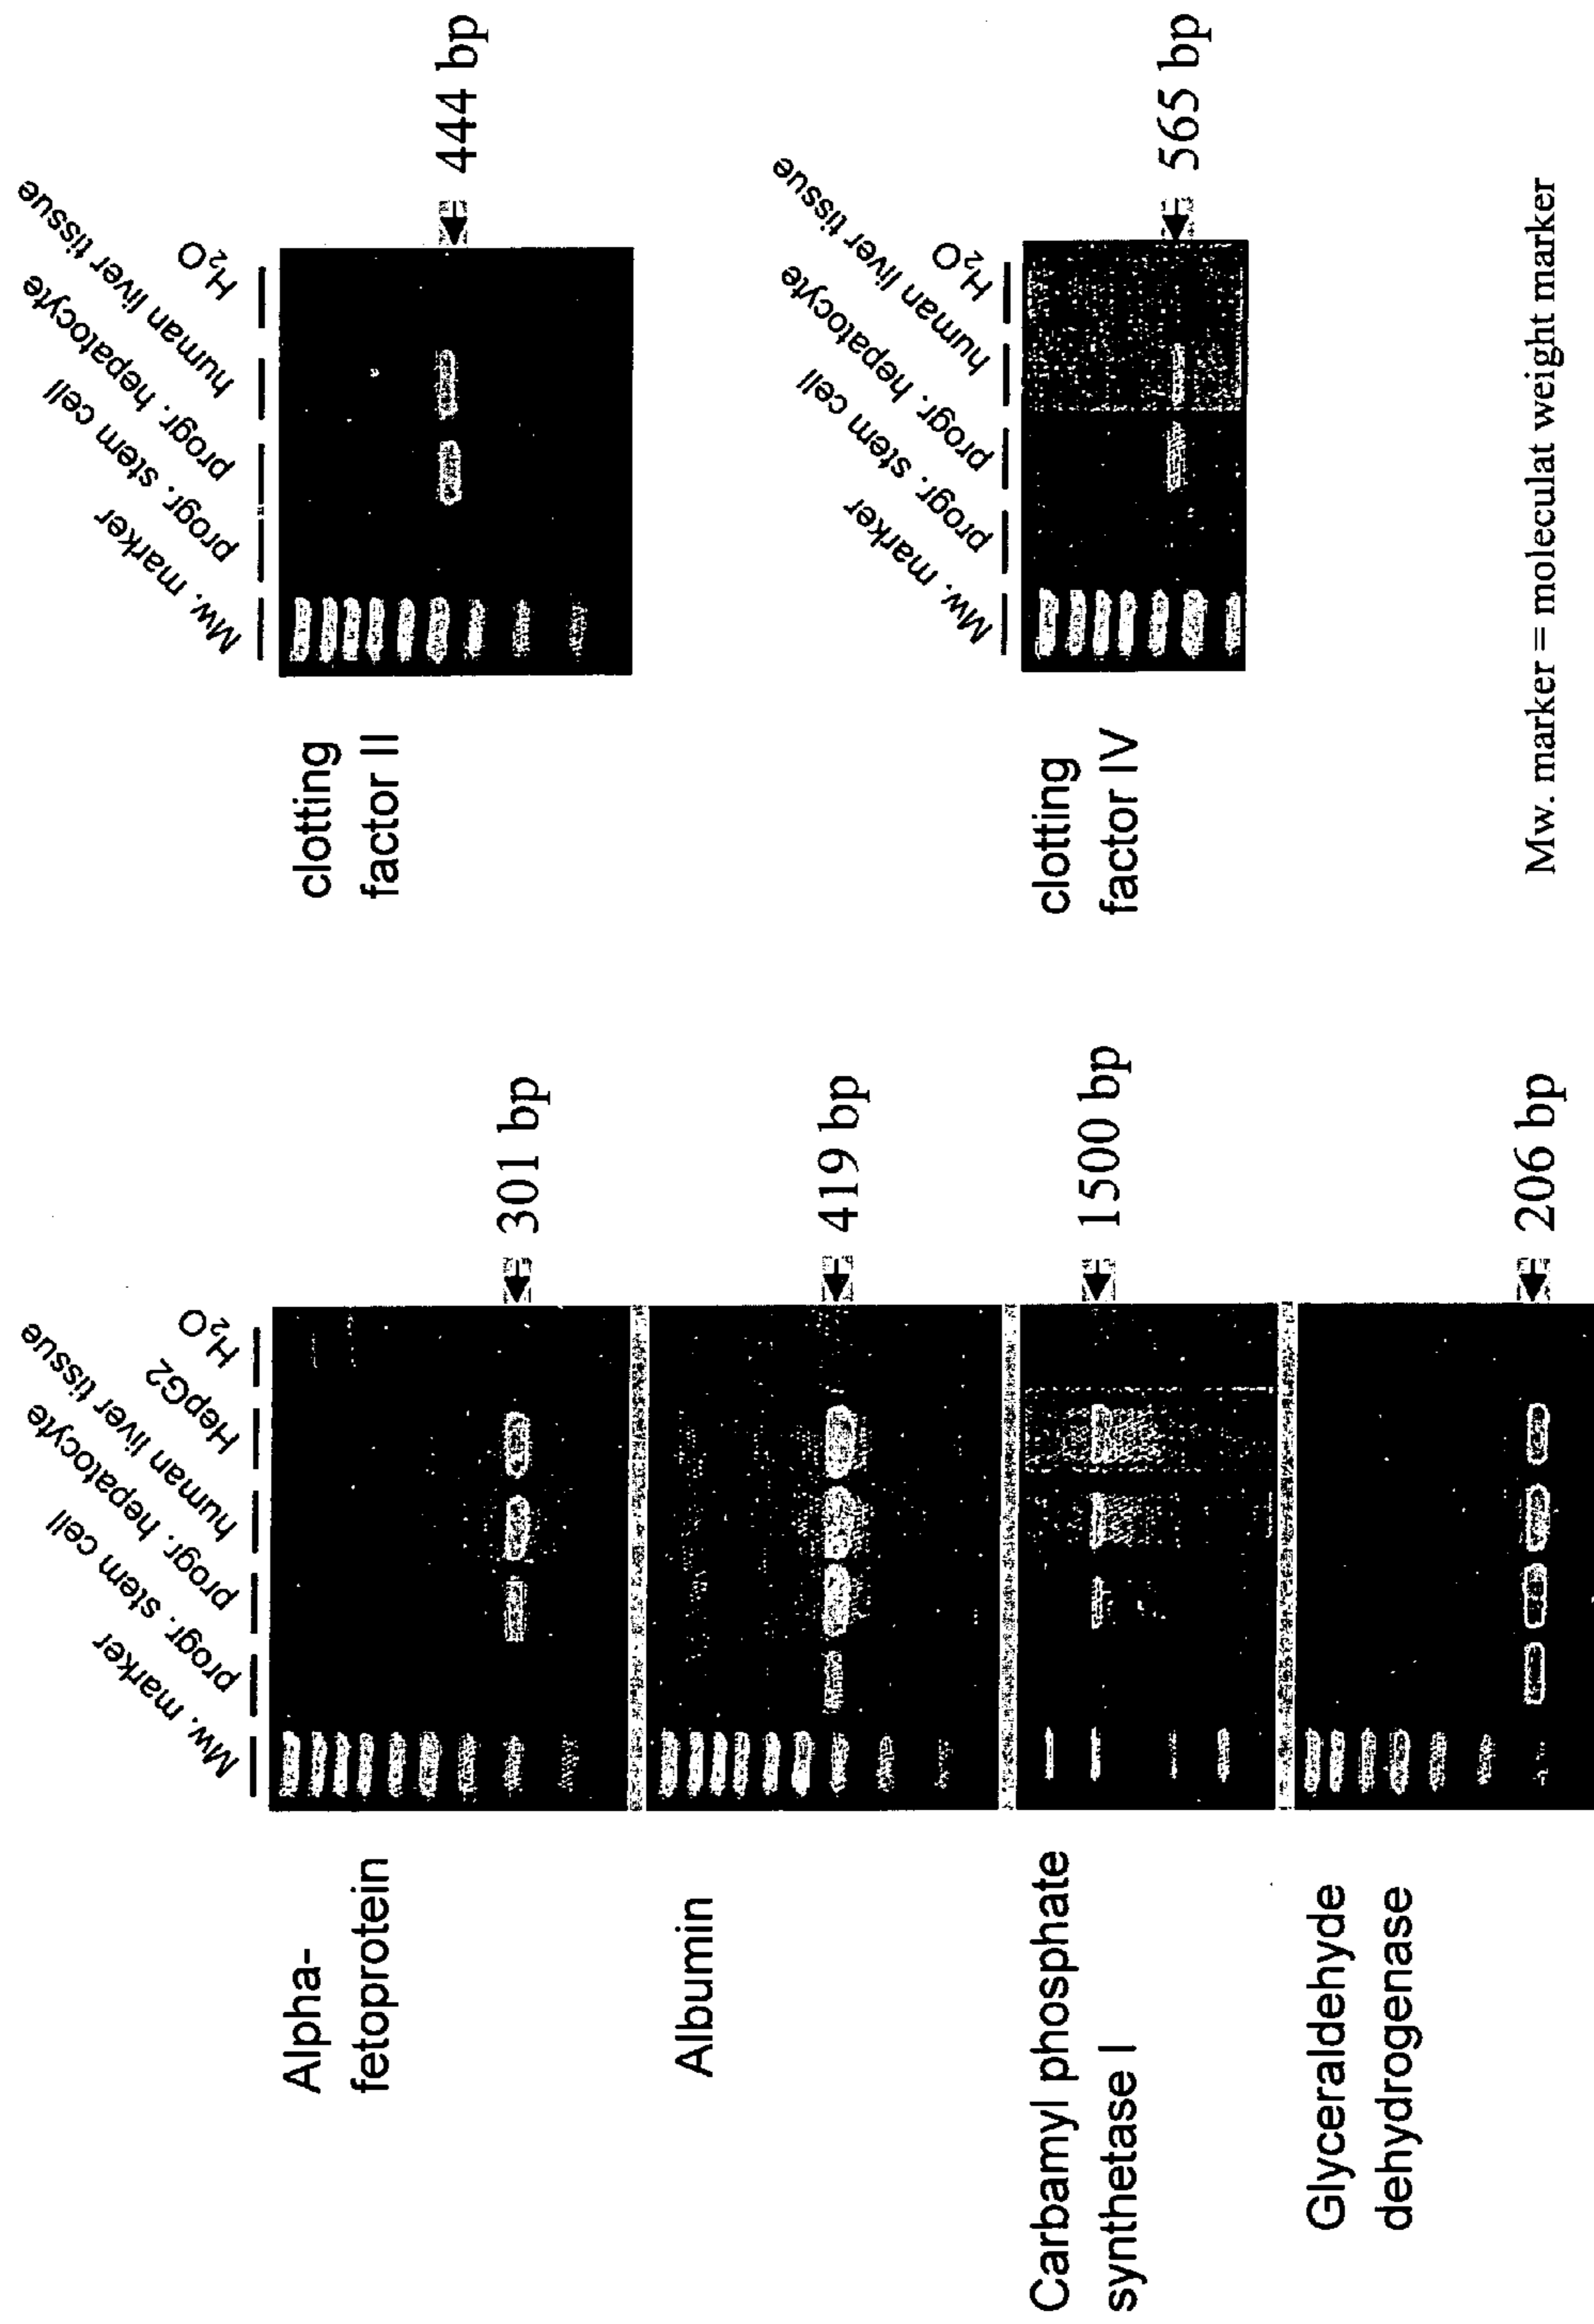 Mw. marker
progr. stem cell
progr. hepatocyte
human liver tissue
HepG2
H₂O
Alpha-
fetoprotein
301 bp
Albumin
419 bp
Carbamyl phosphate
synthetase I
1500 bp
Glyceraldehyde
dehydrogenase
206 bp
Mw. marker
progr. stem cell
progr. hepatocyte
human liver tissue
H₂O
clotting
factor II
444 bp
Mw. marker
progr. stem cell
progr. hepatocyte
human liver tissue
H₂O
clotting
factor IV
565 bp
Mw. marker = moleculat weight marker